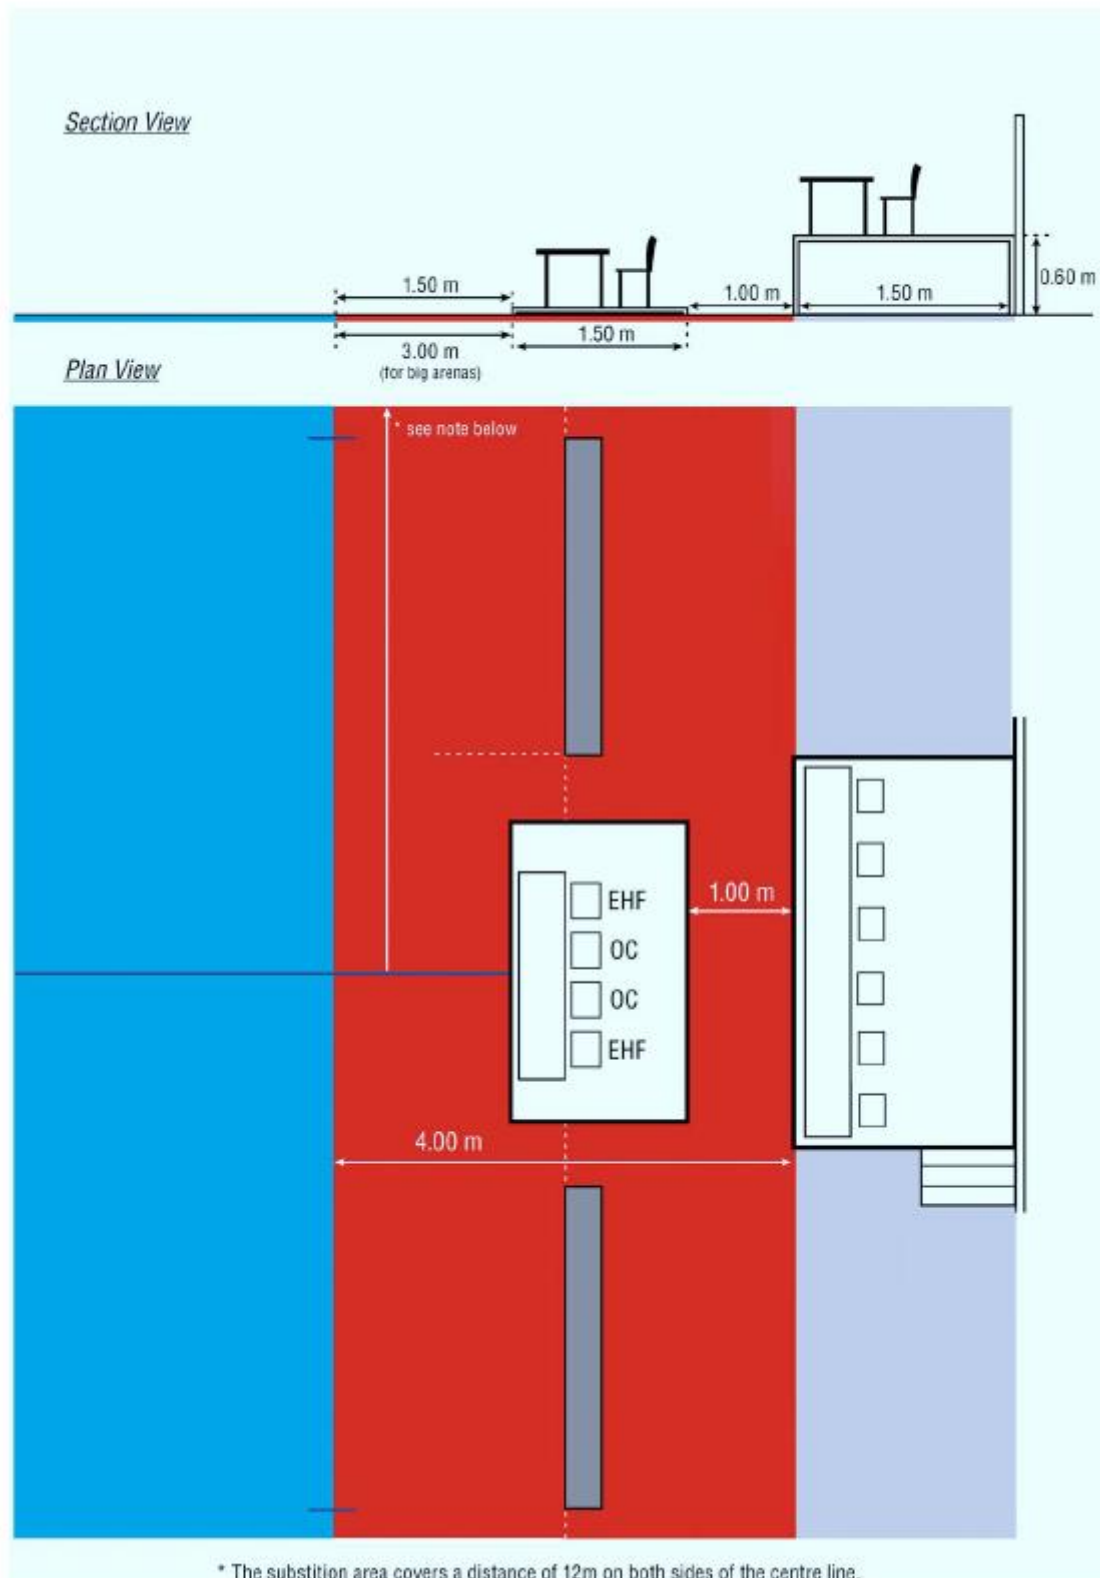 Section View
1.50 m
1.00 m
1.50 m
0.60 m
3.00 m
(for big arenas)
1.50 m
Plan View
* see note below
EHF
OC
OC
EHF
1.00 m
4.00 m
* The substition area covers a distance of 12m on both sides of the centre line.